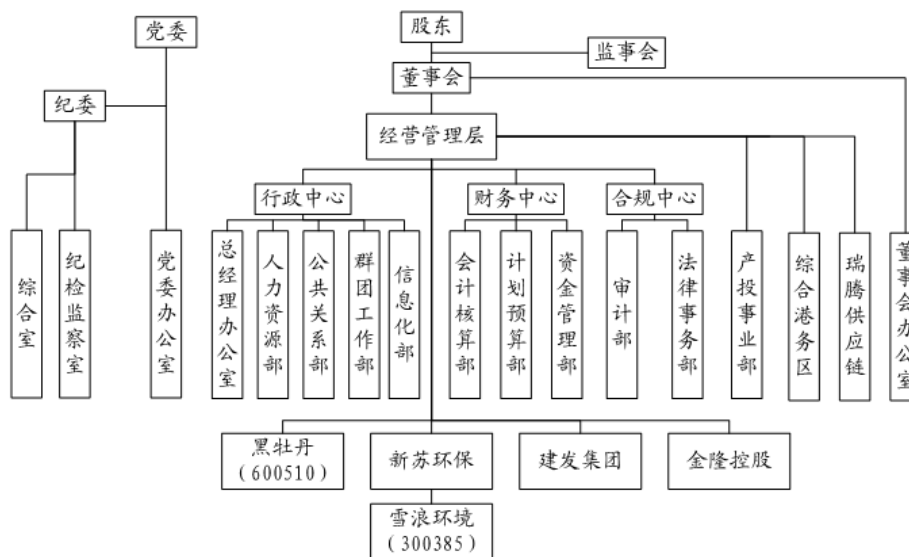 党委
股东
监事会
董事会
纪委
经营管理层
行政中心
财务中心
合规中心
综合室
纪检监察室
党委办公室
总经理办公室
人力资源部
公共关系部
群团工作部
信息化部
会计核算部
计划预算部
资金管理部
审计部
法律事务部
产投事业部
综合港务区
瑞腾供应链
董事会办公室
黑牡丹
(600510)
新苏环保
建发集团
金隆控股
雪浪环境
(300385)